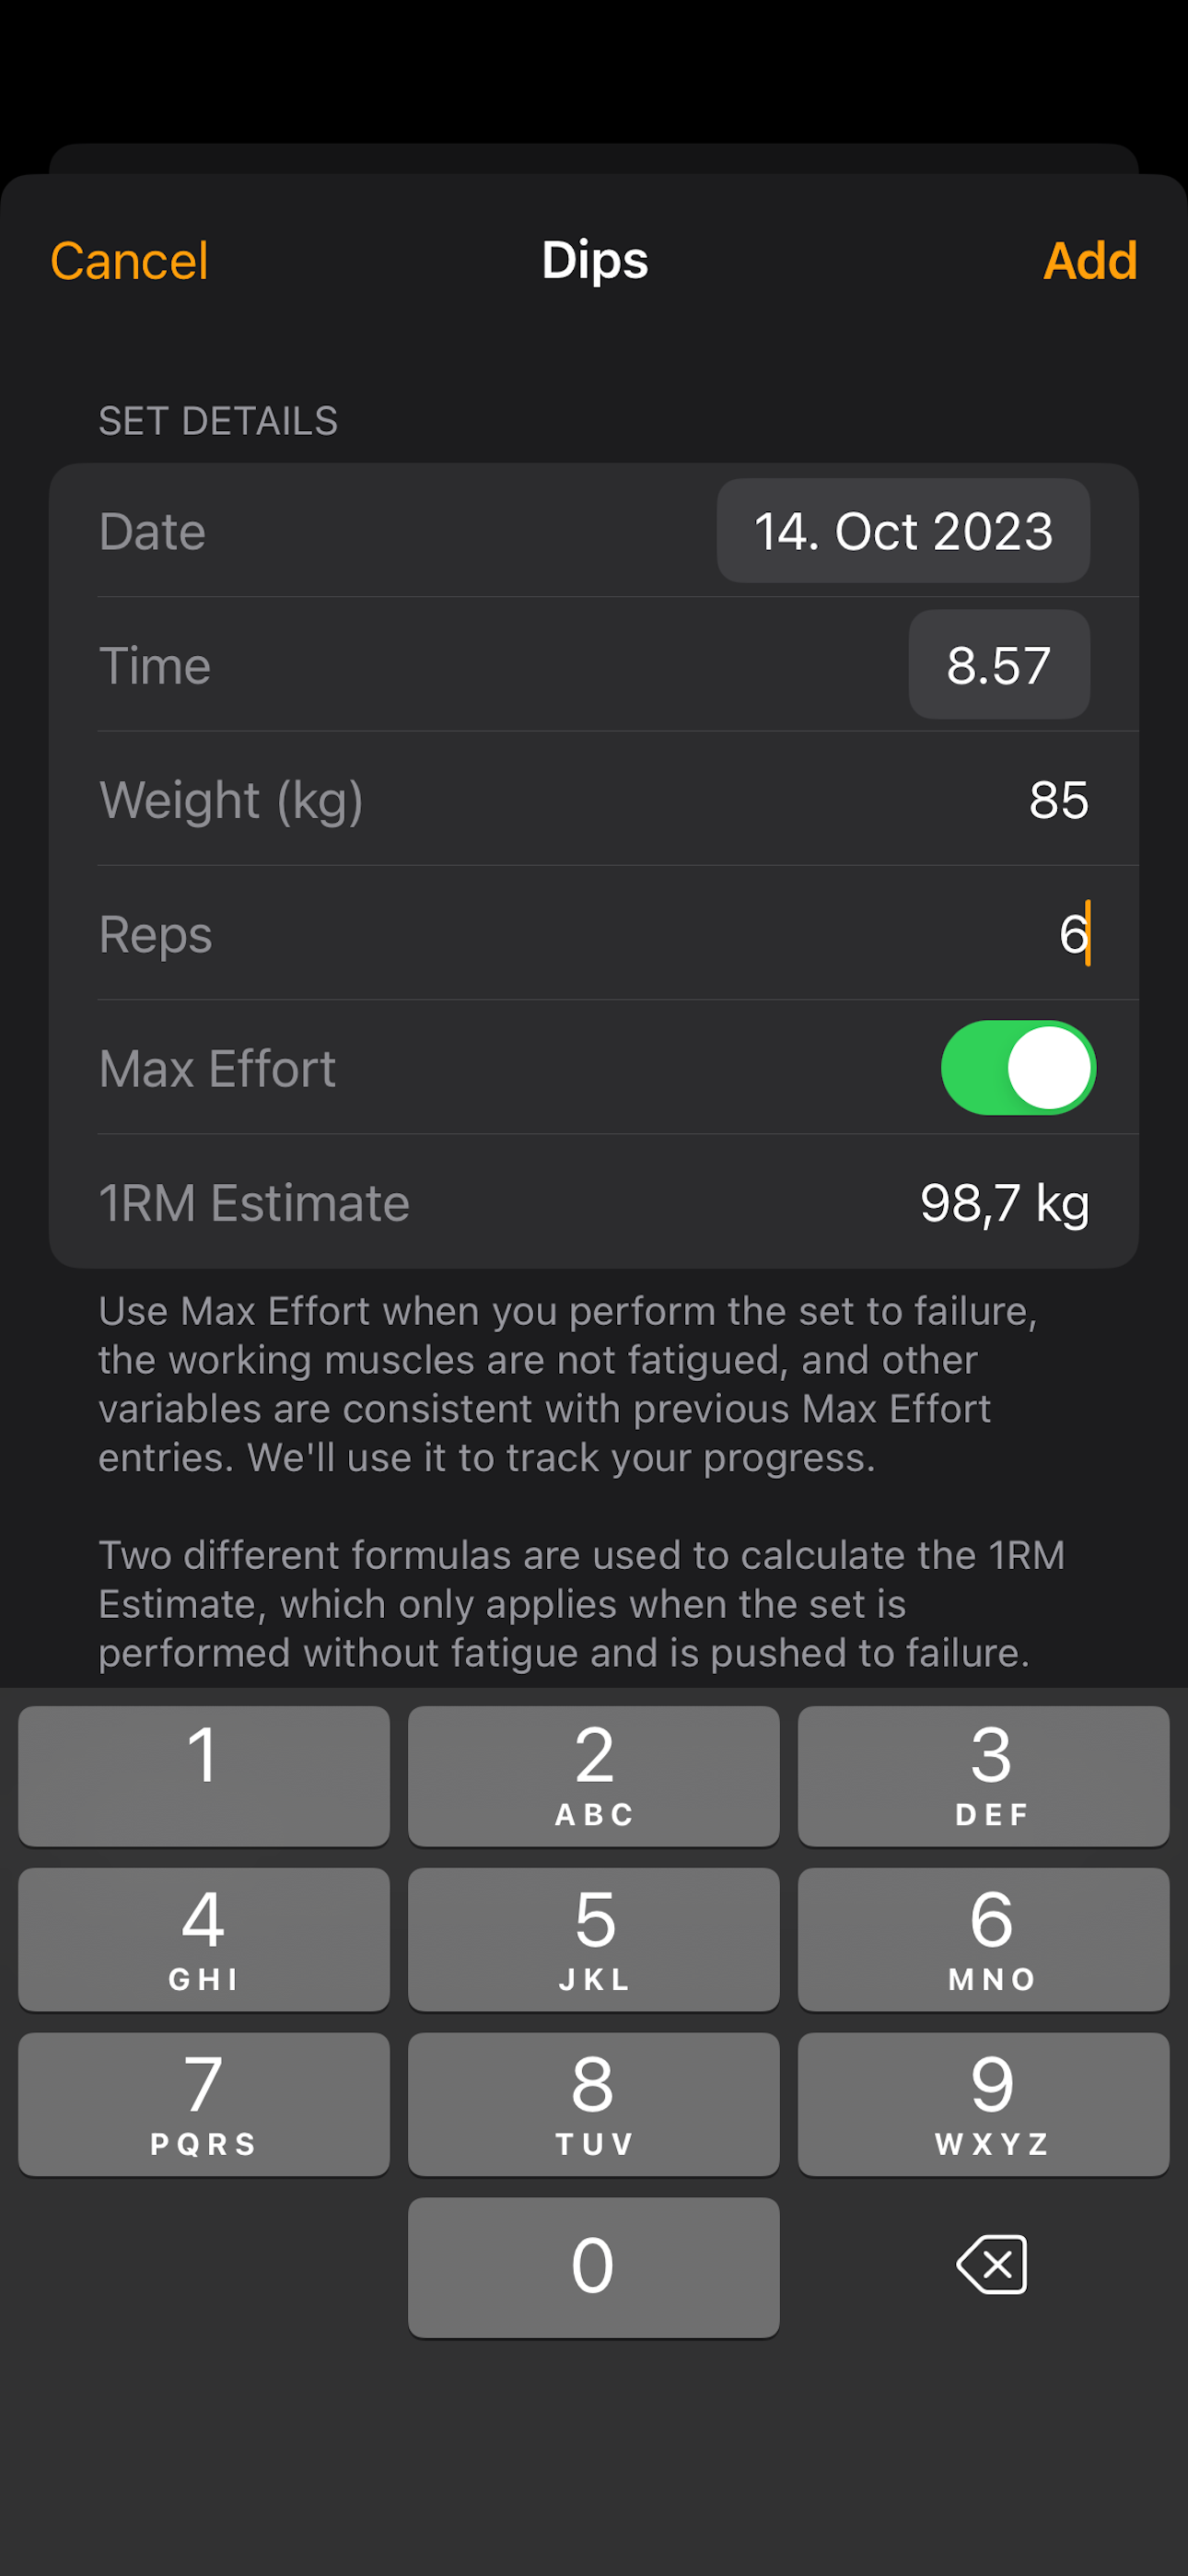 Cancel Dips Add
SET DETAILS
Date 14. Oct 2023
Time 8.57
Weight (kg) 85
Reps 6
Max Effort
1RM Estimate 98,7 kg
Use Max Effort when you perform the set to failure,
the working muscles are not fatigued, and other
variables are consistent with previous Max Effort
entries. We'll use it to track your progress.
Two different formulas are used to calculate the 1RM
Estimate, which only applies when the set is
performed without fatigue and is pushed to failure.
1 2 3
ABC DEF
4 5 6
GHI JKL MNO
7 8 9
PQRS TUV WXYZ
0